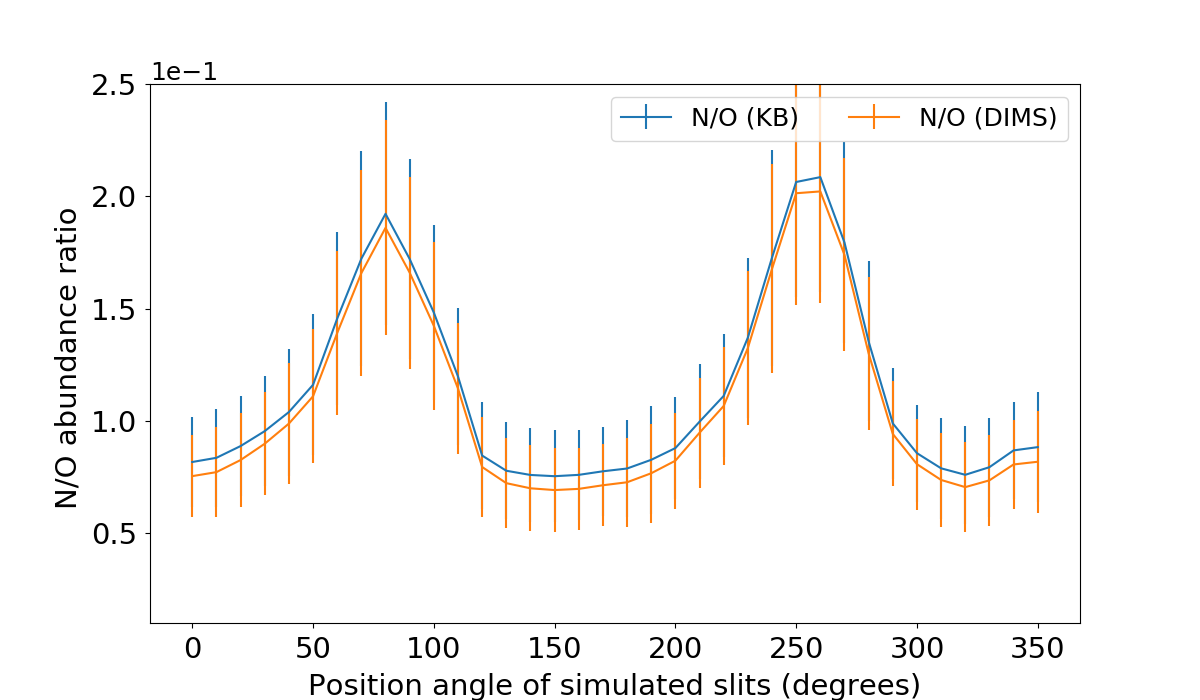 1e−1
2.5
2.0
1.5
1.0
0.5
N/O abundance ratio
N/O (KB) N/O (DIMS)
0 50 100 150 200 250 300 350
Position angle of simulated slits (degrees)